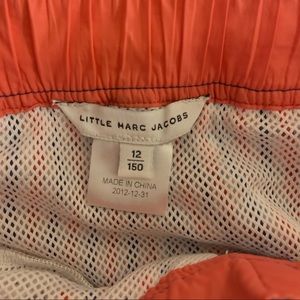 LITTLE MARC JACOBS
12
150
MADE IN CHINA
2012-12-31